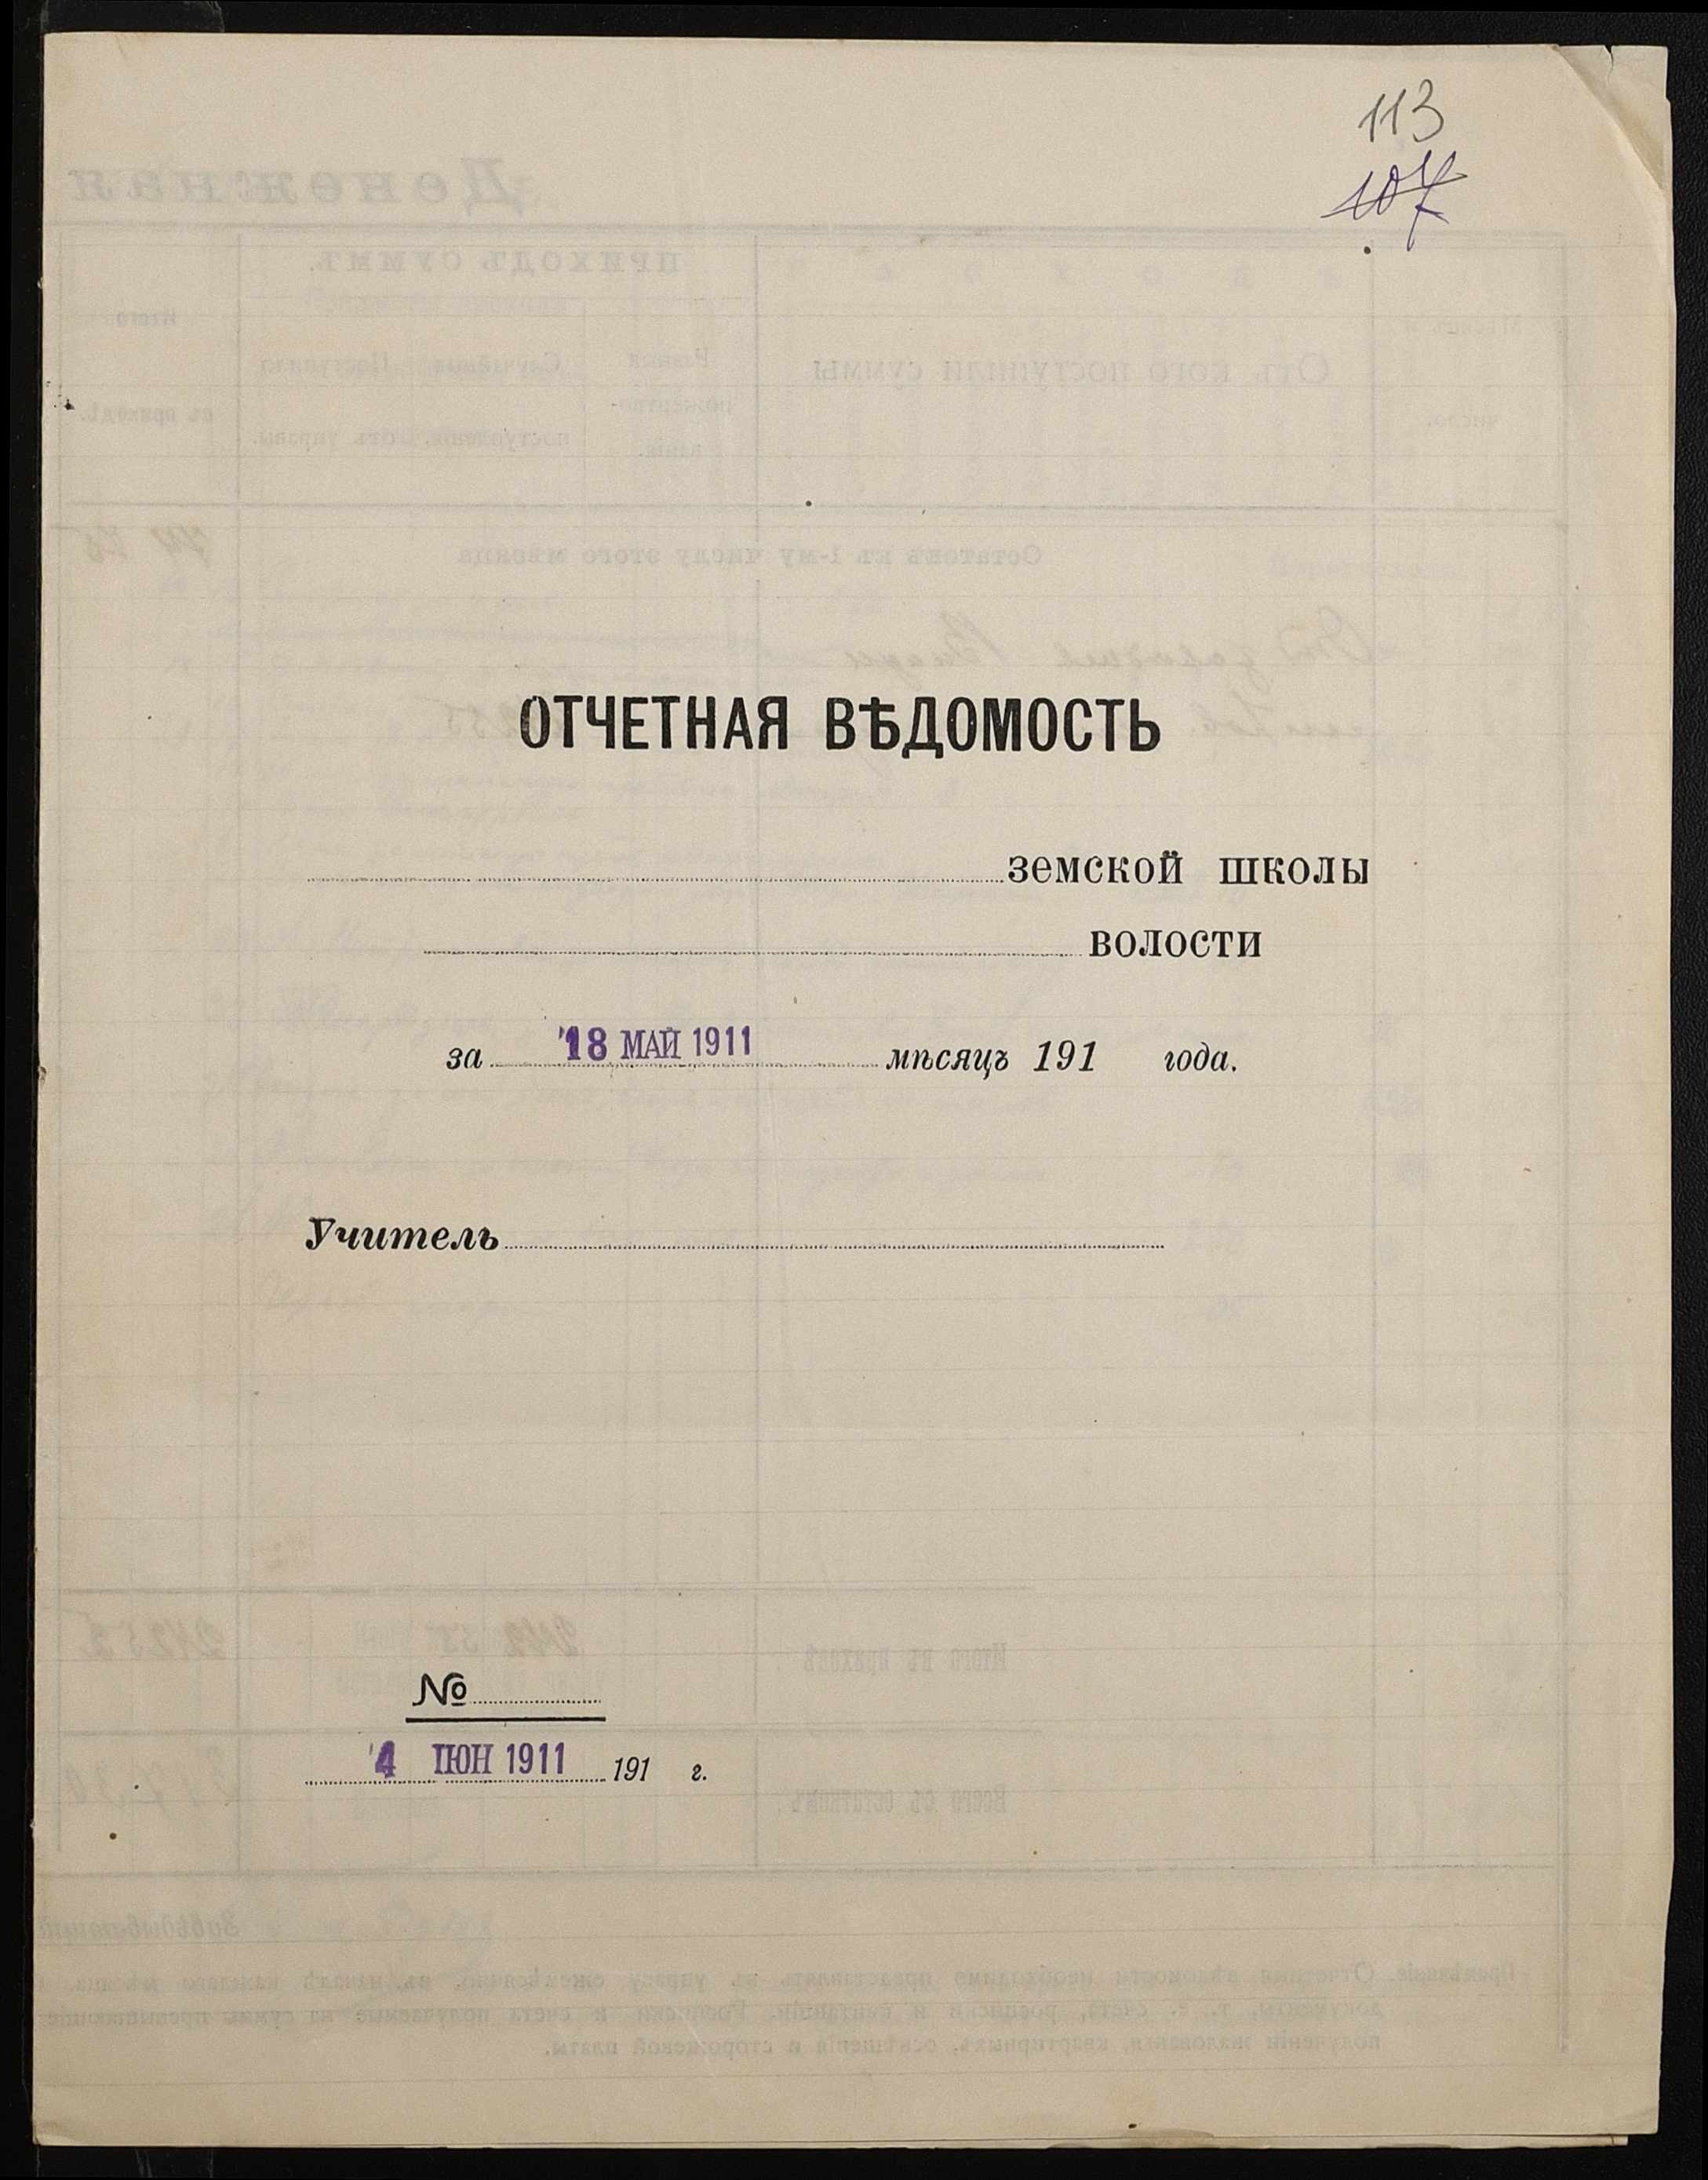 113
107
ОТЧЕТНАЯ ВѢДОМОСТЬ
земской школы
волости
за 18 МАЙ 1911 мѣсяцъ 191 года.
Учитель
№
4 ІЮН 1911 191 г.